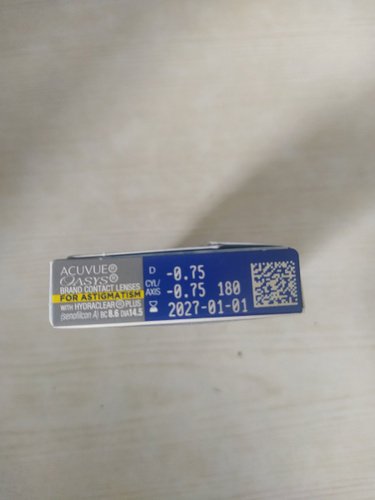 ACUVUE®
OASYS®
BRAND CONTACT LENSES
FOR ASTIGMATISM
WITH HYDRACLEAR® PLUS
(senofilcon A) BC 8.6 DIA 14.5
D -0.75
CYL/
AXIS -0.75 180
2027-01-01